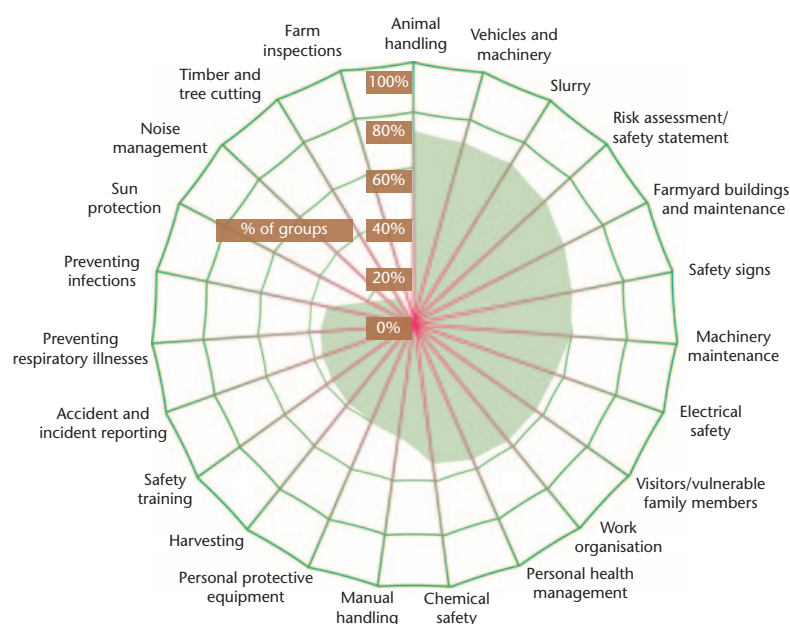 Animal
handling
Vehicles and
machinery
Slurry
Risk assessment/
safety statement
Farmyard buildings
and maintenance
Safety signs
Machinery
maintenance
Electrical
safety
Visitors/vulnerable
family members
Work
organisation
Personal health
management
Chemical
safety
Manual
handling
Personal protective
equipment
Harvesting
Safety
training
Accident and
incident reporting
Preventing
respiratory illnesses
Preventing
infections
Sun
protection
Noise
management
Timber and
tree cutting
Farm
inspections
100%
80%
60%
% of groups
40%
20%
0%